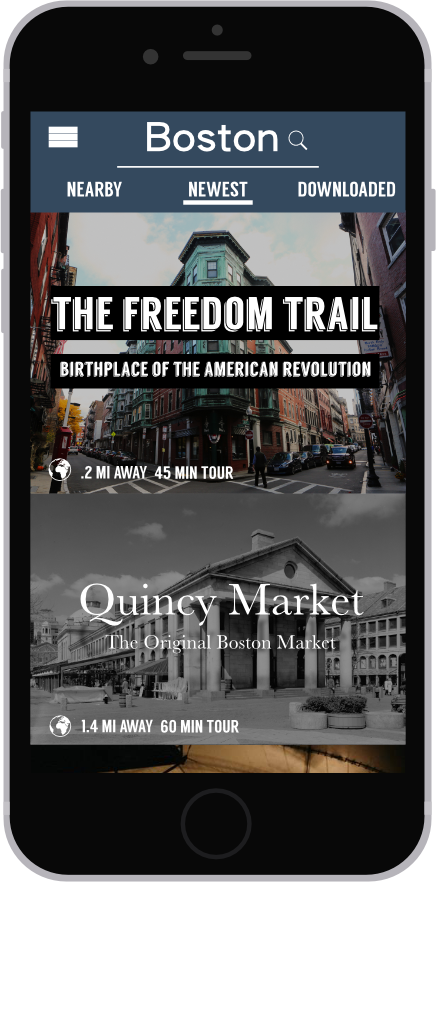 Boston
NEARBY NEWEST DOWNLOADED
THE FREEDOM TRAIL
BIRTHPLACE OF THE AMERICAN REVOLUTION
.2 MI AWAY 45 MIN TOUR
Quincy Market
The Original Boston Market
1.4 MI AWAY 60 MIN TOUR